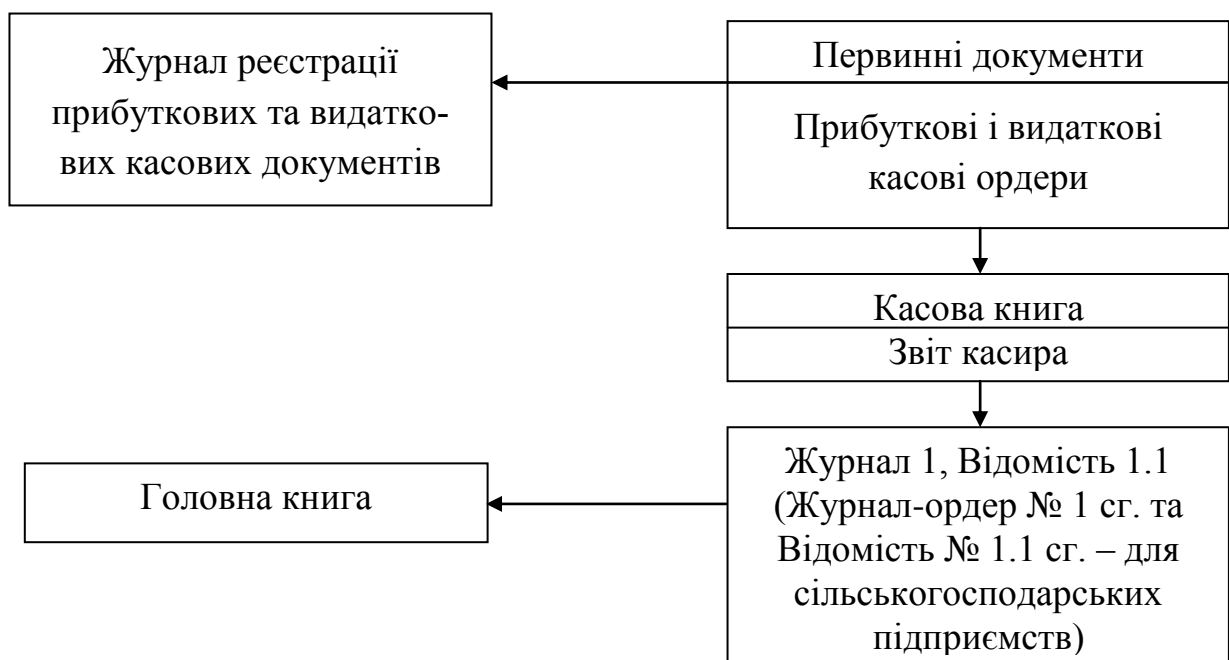 Журнал реєстрації
прибуткових та видатко-
вих касових документів
Первинні документи
Прибуткові і видаткові
касові ордери
Касова книга
Звіт касира
Журнал 1, Відомість 1.1
(Журнал-ордер № 1 сг. та
Відомість № 1.1 сг. – для
сільськогосподарських
підприємств)
Головна книга